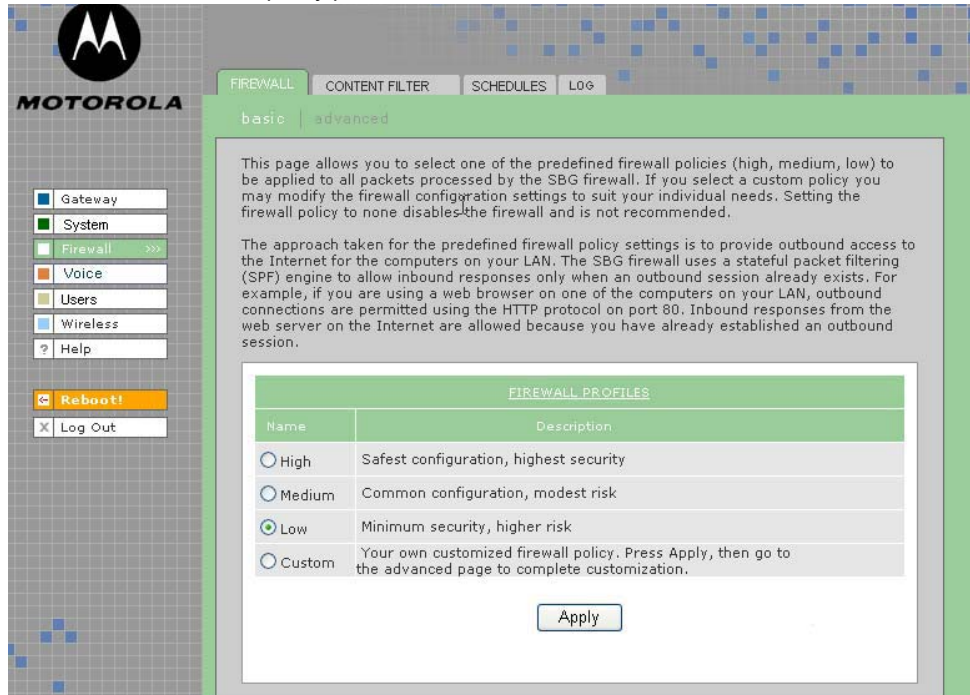 MOTOROLA
FIREWALL
CONTENT FILTER
SCHEDULES
LOG
basic | advanced
Gateway
System
Firewall >>>
Voice
Users
Wireless
? Help
Reboot!
X Log Out
This page allows you to select one of the predefined firewall policies (high, medium, low) to
be applied to all packets processed by the SBG firewall. If you select a custom policy you
may modify the firewall configuration settings to suit your individual needs. Setting the
firewall policy to none disables the firewall and is not recommended.
The approach taken for the predefined firewall policy settings is to provide outbound access to
the Internet for the computers on your LAN. The SBG firewall uses a stateful packet filtering
(SPF) engine to allow inbound responses only when an outbound session already exists. For
example, if you are using a web browser on one of the computers on your LAN, outbound
connections are permitted using the HTTP protocol on port 80. Inbound responses from the
web server on the Internet are allowed because you have already established an outbound
session.
FIREWALL PROFILES
Name Description
High Safest configuration, highest security
Medium Common configuration, modest risk
Low Minimum security, higher risk
Custom Your own customized firewall policy. Press Apply, then go to
the advanced page to complete customization.
Apply